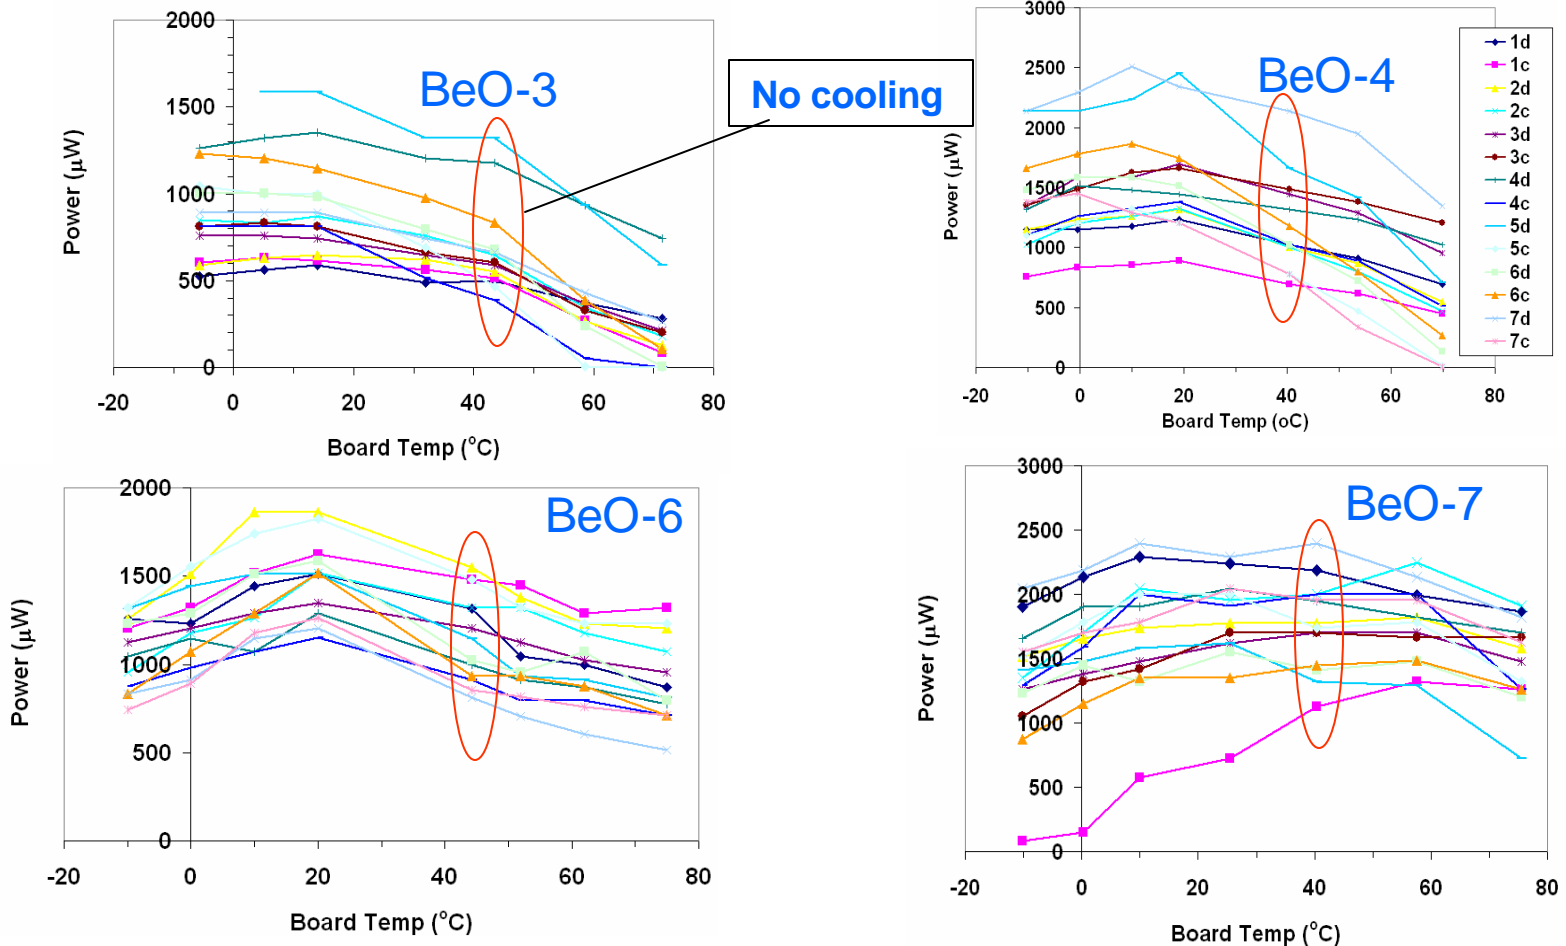 2000
1500
1000
500
0
-20 0 20 40 60 80
Power (µW)
Board Temp (°C)
BeO-3
No cooling
3000
2500
2000
1500
1000
500
0
-20 0 20 40 60 80
Power (µW)
Board Temp (oC)
BeO-4
1d
1c
2d
2c
3d
3c
4d
4c
5d
5c
6d
6c
7d
7c
2000
1500
1000
500
0
-20 0 20 40 60 80
Power (µW)
Board Temp (°C)
BeO-6
3000
2500
2000
1500
1000
500
0
-20 0 20 40 60 80
Power (µW)
Board Temp (°C)
BeO-7